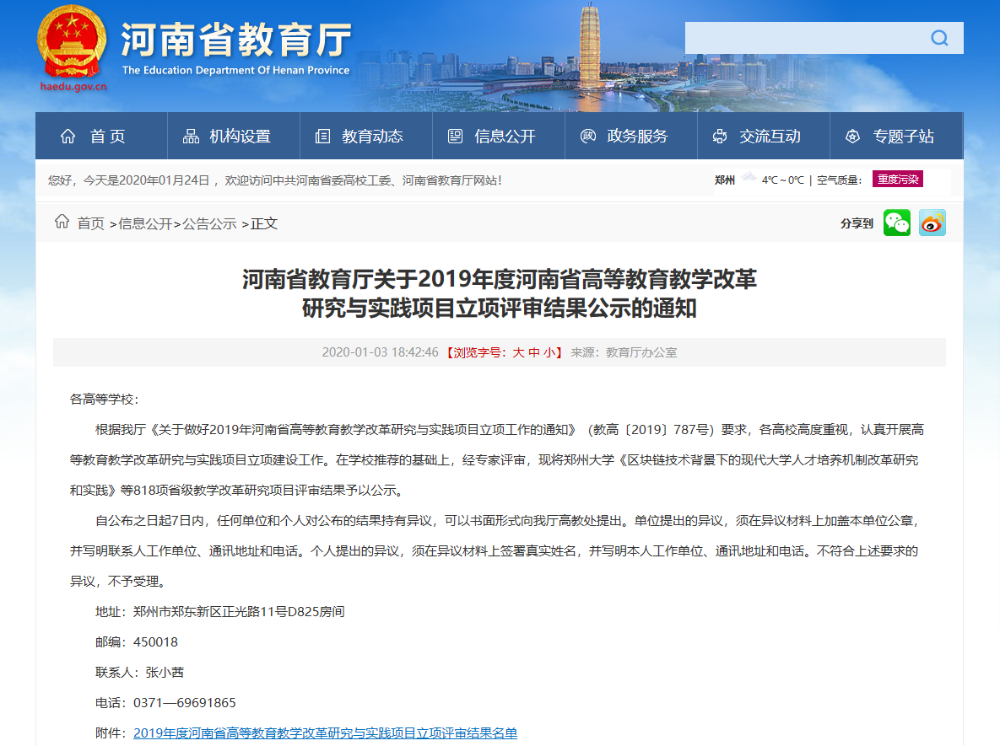 河南省教育厅
The Education Department Of Henan Province
haedu.gov.cn
首 页 机构设置 教育动态 信息公开 政务服务 交流互动 专题子站
您好，今天是2020年01月24日 ，欢迎访问中共河南省委高校工委、河南省教育厅网站！ 郑州 4℃～0℃ | 空气质量： 重度污染
首页 >信息公开>公告公示 >正文 分享到
河南省教育厅关于2019年度河南省高等教育教学改革
研究与实践项目立项评审结果公示的通知
2020-01-03 18:42:46 【浏览字号：大 中 小】 来源：教育厅办公室
各高等学校：
根据我厅《关于做好2019年河南省高等教育教学改革研究与实践项目立项工作的通知》（教高〔2019〕787号）要求，各高校高度重视，认真开展高
等教育教学改革研究与实践项目立项建设工作。在学校推荐的基础上，经专家评审，现将郑州大学《区块链技术背景下的现代大学人才培养机制改革研究
和实践》等818项省级教学改革研究项目评审结果予以公示。
自公布之日起7日内，任何单位和个人对公布的结果持有异议，可以书面形式向我厅高教处提出。单位提出的异议，须在异议材料上加盖本单位公章，
并写明联系人工作单位、通讯地址和电话。个人提出的异议，须在异议材料上签署真实姓名，并写明本人工作单位、通讯地址和电话。不符合上述要求的
异议，不予受理。
地址：郑州市郑东新区正光路11号D825房间
邮编：450018
联系人：张小茜
电话：0371—69691865
附件：2019年度河南省高等教育教学改革研究与实践项目立项评审结果名单